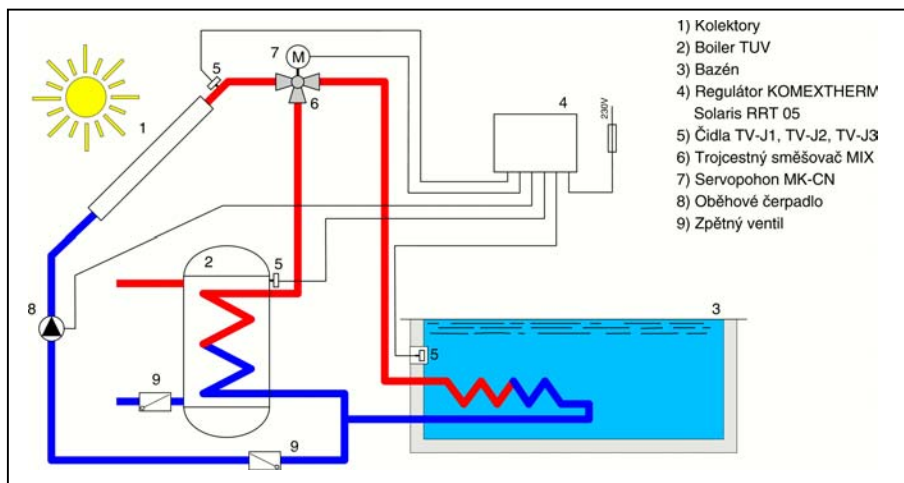 1) Kolektory
2) Boiler TUV
3) Bazén
4) Regulátor KOMEXTHERM
Solaris RRT 05
5) Čidla TV-J1, TV-J2, TV-J3
6) Trojcestný směšovač MIX
7) Servopohon MK-CN
8) Oběhové čerpadlo
9) Zpětný ventil
7
M
5
6
1
4
230V
2
5
8
3
5
9
9